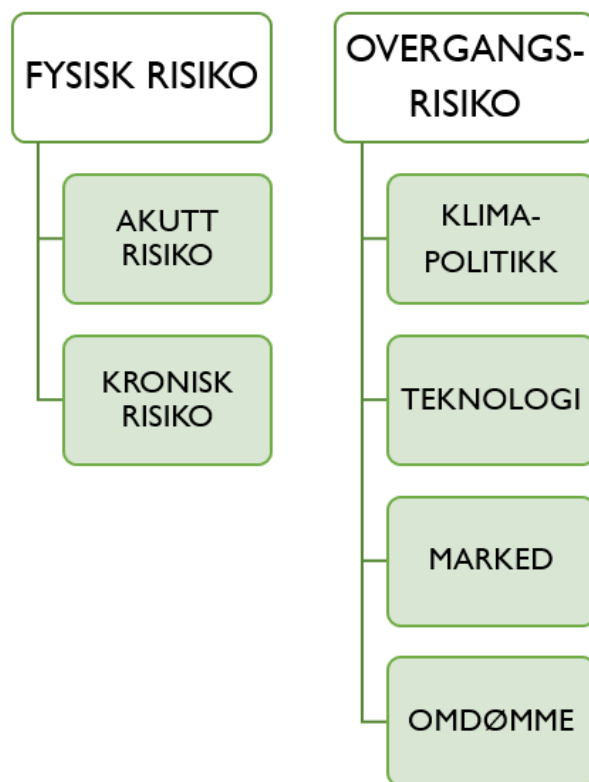 FYSISK RISIKO
AKUTT
RISIKO
KRONISK
RISIKO
OVERGANGS-
RISIKO
KLIMA-
POLITIKK
TEKNOLOGI
MARKED
OMDØMME